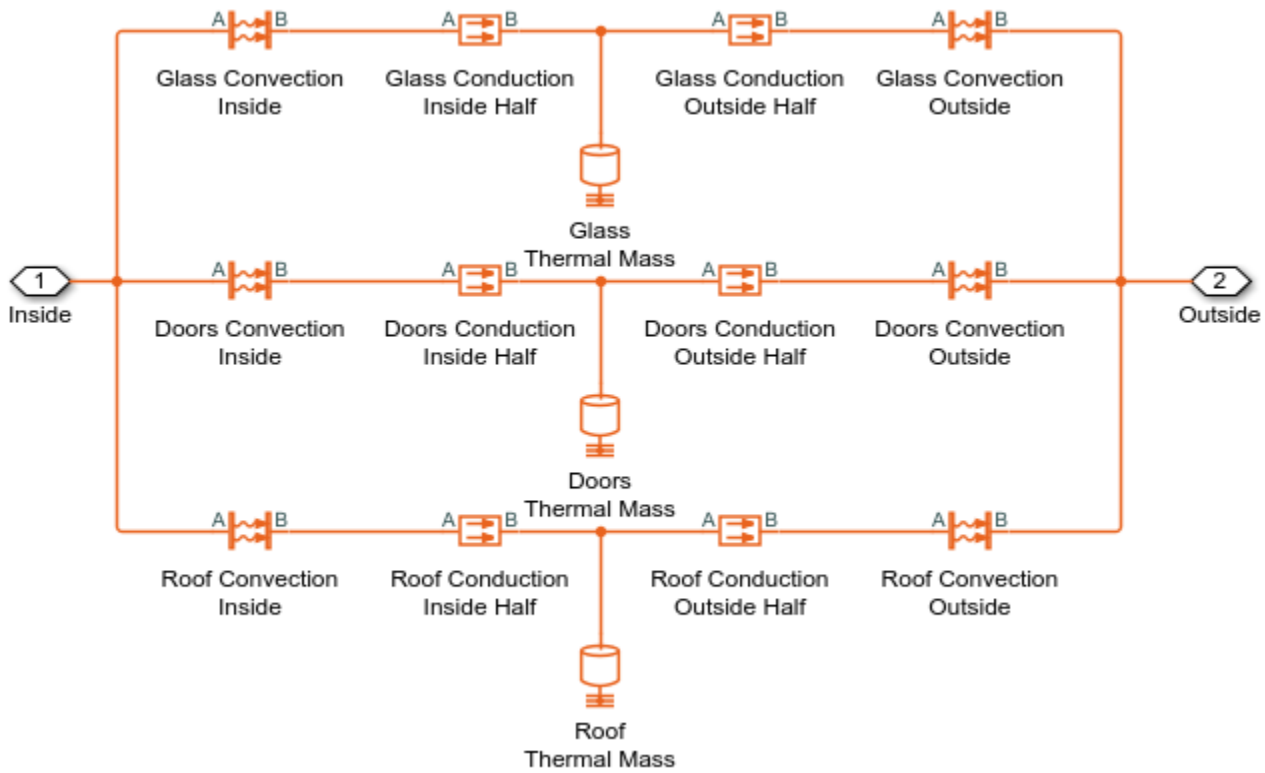 A B A B A B A B
Glass Convection Glass Conduction Glass Conduction Glass Convection
Inside Inside Half Outside Half Outside
Glass
Thermal Mass
A B A B A B A B
1 2
Inside Outside
Doors Convection Doors Conduction Doors Conduction Doors Convection
Inside Inside Half Outside Half Outside
Doors
Thermal Mass
A B A B A B A B
Roof Convection Roof Conduction Roof Conduction Roof Convection
Inside Inside Half Outside Half Outside
Roof
Thermal Mass